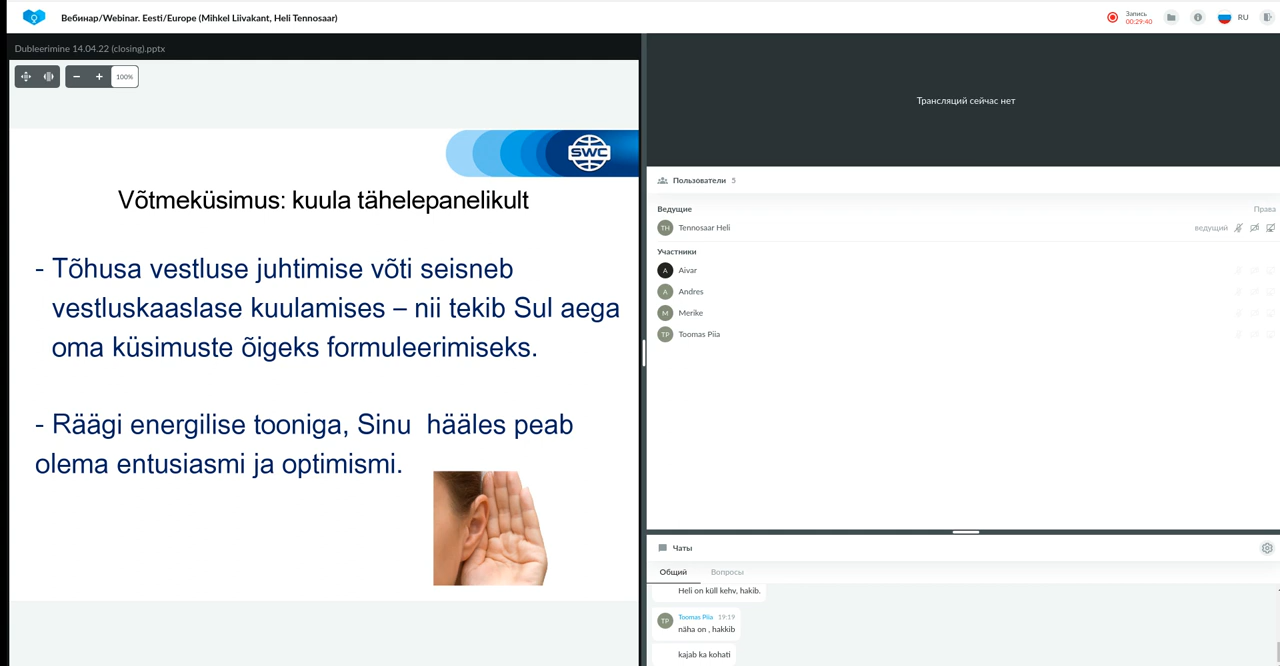 Вебинар/Webinar. Eesti/Europe (Mihkel Liivakant, Heli Tennosaar)
Запись
00:29:40
RU
Dubleerimine 14.04.22 (closing).pptx
100%
SWC
Võtmeküsimus: kuula tähelepanelikult
- Tõhusa vestluse juhtimise võti seisneb
vestluskaaslase kuulamises – nii tekib Sul aega
oma küsimuste õigeks formuleerimiseks.
- Räägi energilise tooniga, Sinu hääles peab
olema entusiasmi ja optimismi.
Трансляций сейчас нет
Пользователи 5
Ведущие Права
TH Tennosaar Heli ведущий
Участники
A Aivar
A Andres
M Merike
TP Toomas Piia
Чаты
Общий Вопросы
Heli on küll kehv, hakib.
TP Toomas Piia 19:19
näha on , hakkib
kajab ka kohati